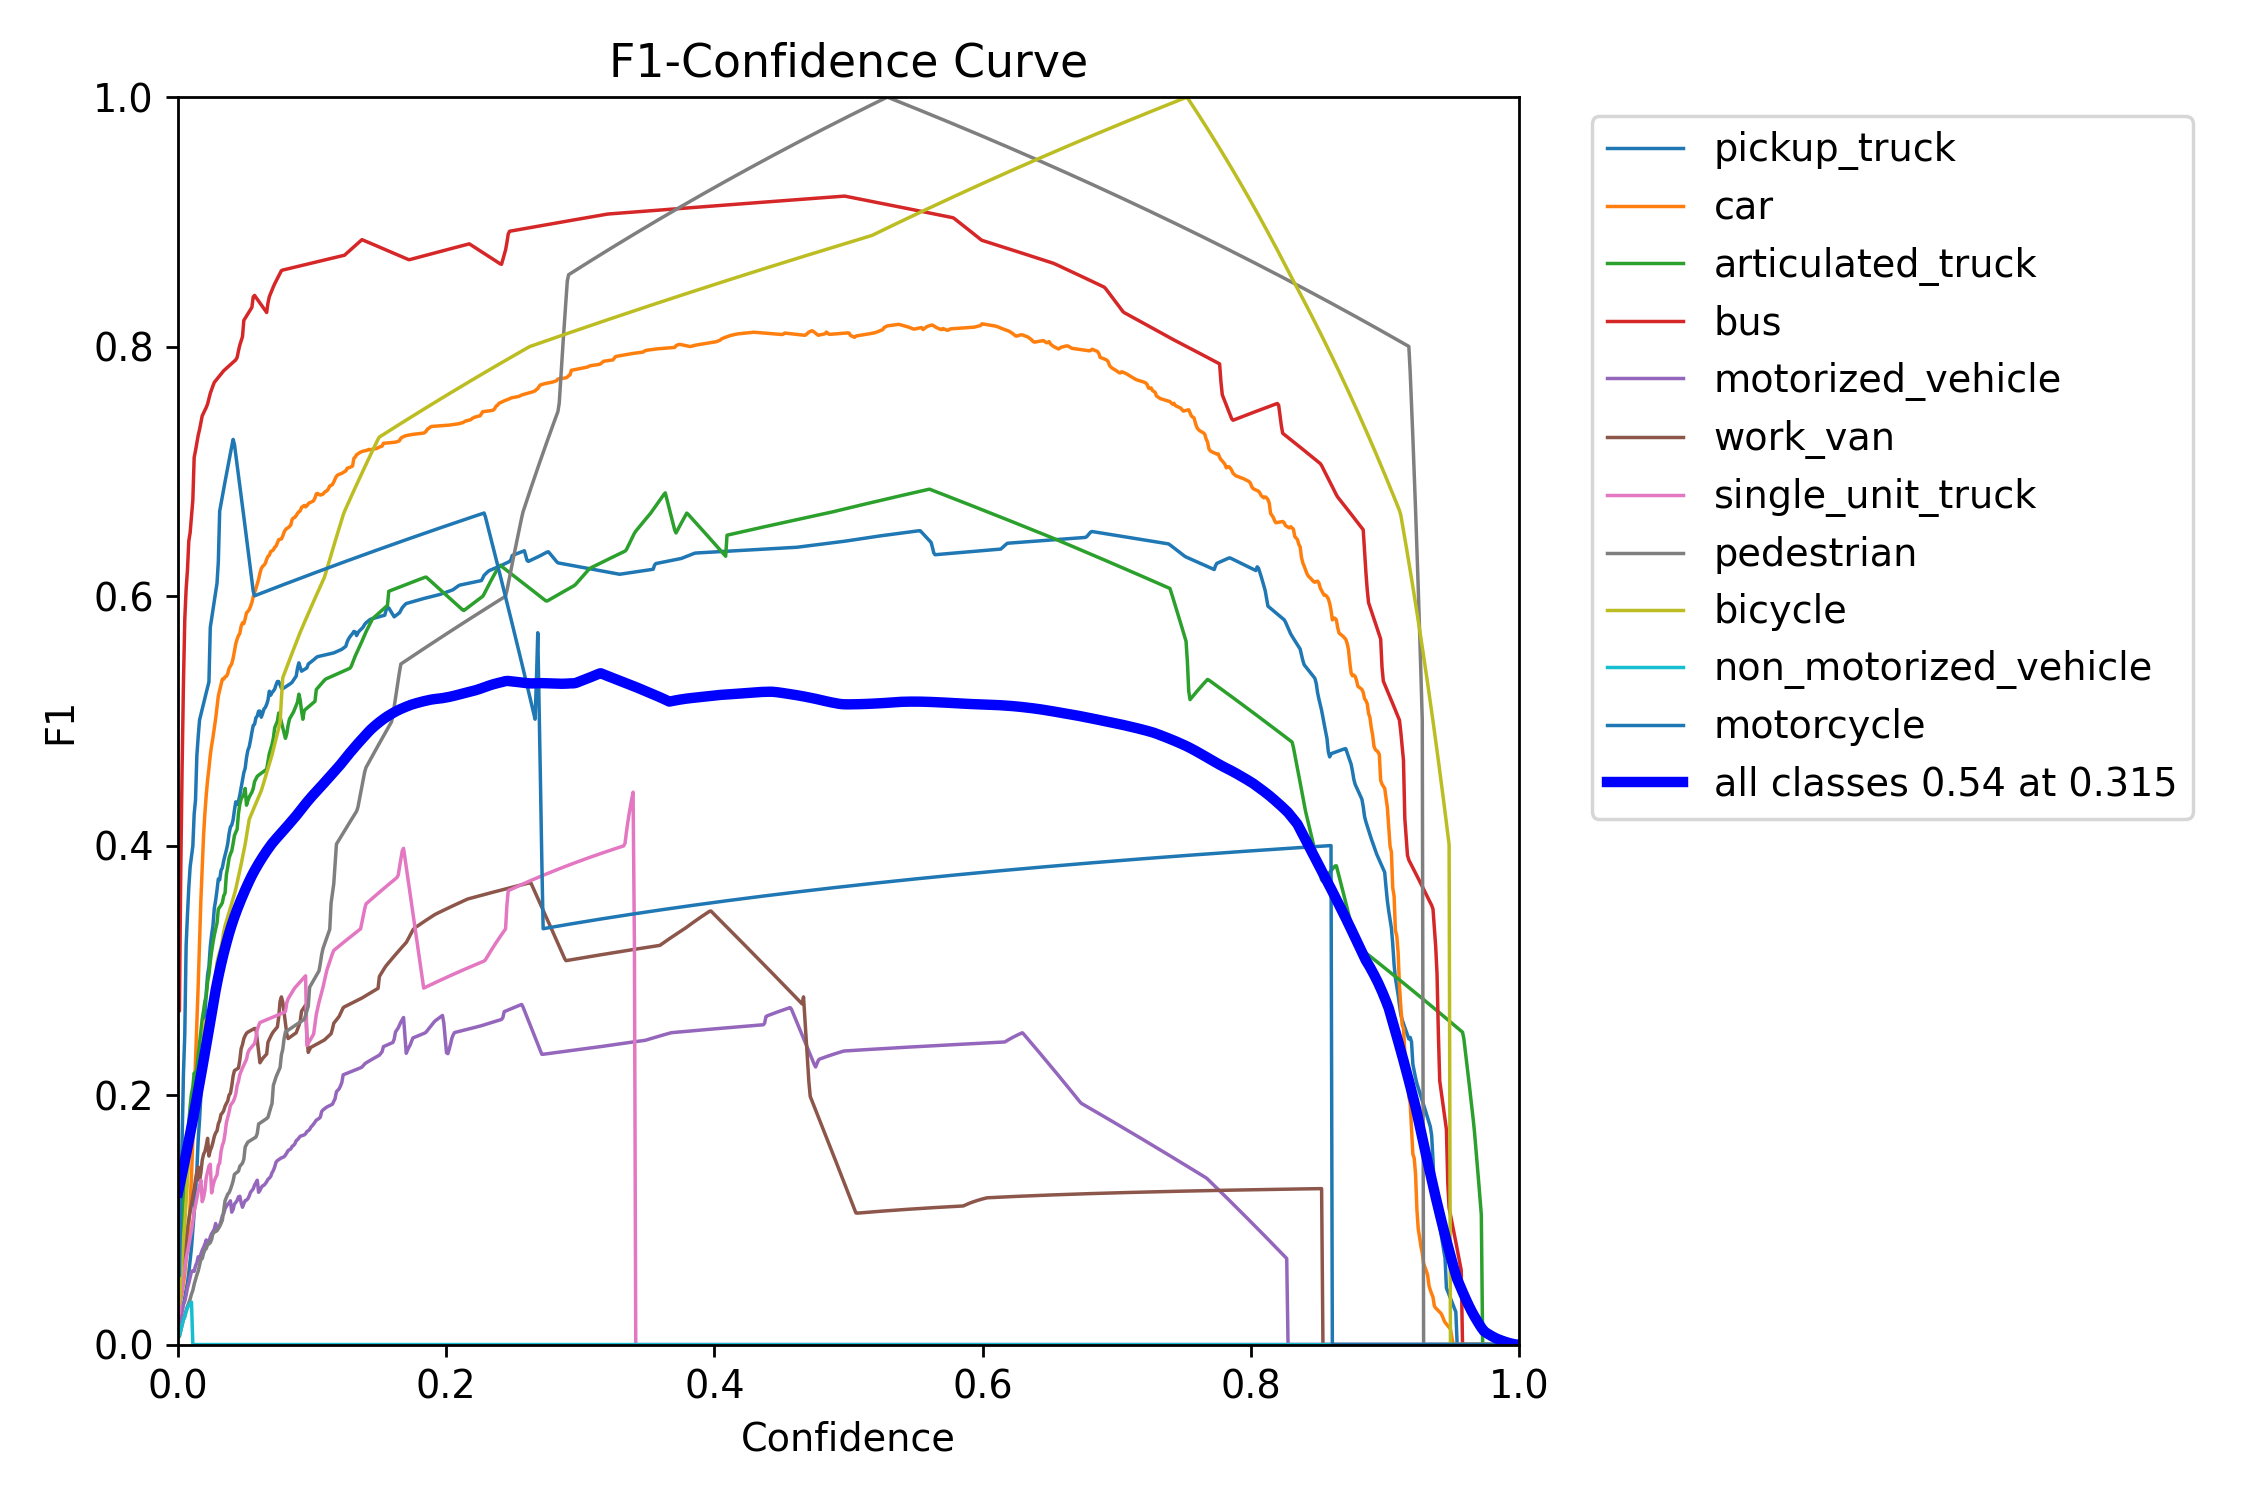 F1-Confidence Curve
1.0
0.8
0.6
0.4
0.2
0.0
F1
0.0 0.2 0.4 0.6 0.8 1.0
Confidence
pickup_truck
car
articulated_truck
bus
motorized_vehicle
work_van
single_unit_truck
pedestrian
bicycle
non_motorized_vehicle
motorcycle
all classes 0.54 at 0.315